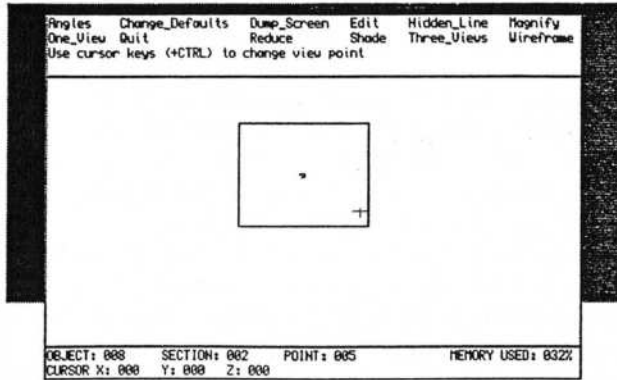 Angles Change_Defaults Dump_Screen Edit Hidden_Line Magnify
One_View Quit Reduce Shade Three_Views Wireframe
Use cursor keys (+CTRL) to change view point
OBJECT: 008 SECTION: 002 POINT: 005 MEMORY USED: 032%
CURSOR X: 000 Y: 000 Z: 000